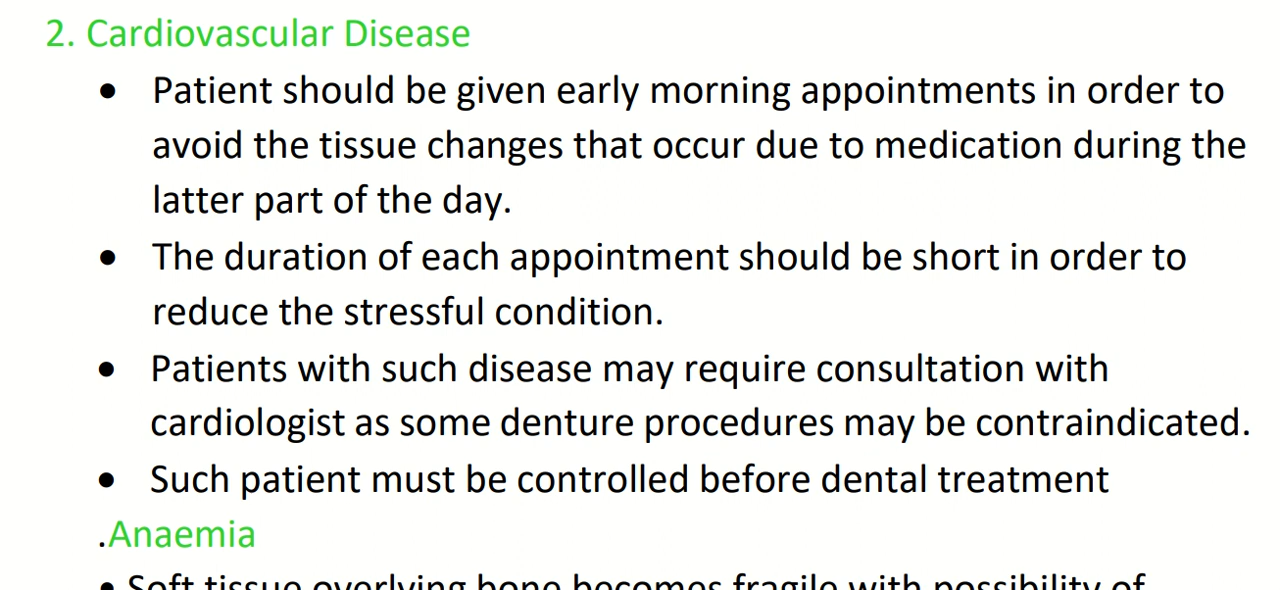 2. Cardiovascular Disease
• Patient should be given early morning appointments in order to
avoid the tissue changes that occur due to medication during the
latter part of the day.
• The duration of each appointment should be short in order to
reduce the stressful condition.
• Patients with such disease may require consultation with
cardiologist as some denture procedures may be contraindicated.
• Such patient must be controlled before dental treatment
.Anaemia
• Soft tissue overlying bone becomes fragile with possibility of